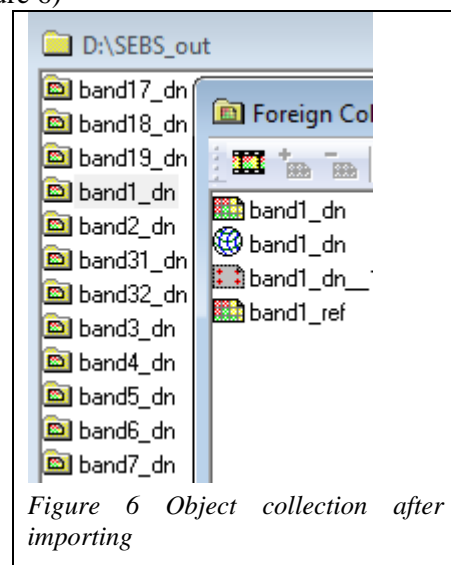 D:\SEBS_out
band17_dn
band18_dn
band19_dn
band1_dn
band2_dn
band31_dn
band32_dn
band3_dn
band4_dn
band5_dn
band6_dn
band7_dn
Foreign Col
band1_dn
band1_dn
band1_dn__
band1_ref
Figure 6 Object collection after
importing